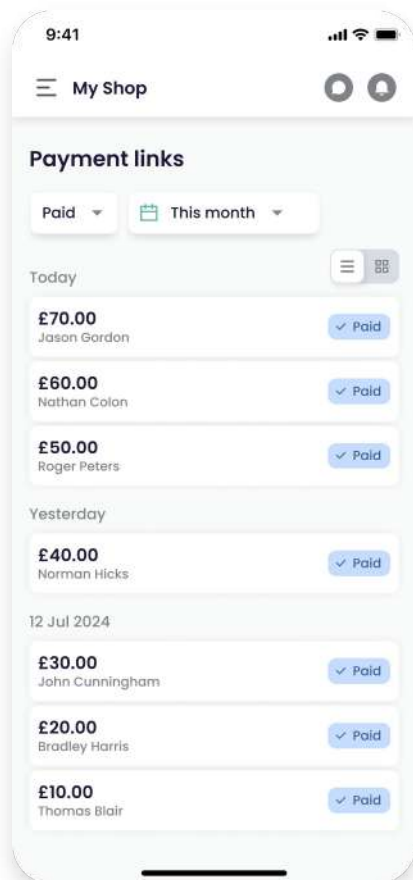 9:41
My Shop
Payment links
Paid
This month
Today
£70.00
Jason Gordon
Paid
£60.00
Nathan Colon
Paid
£50.00
Roger Peters
Paid
Yesterday
£40.00
Norman Hicks
Paid
12 Jul 2024
£30.00
John Cunningham
Paid
£20.00
Bradley Harris
Paid
£10.00
Thomas Blair
Paid